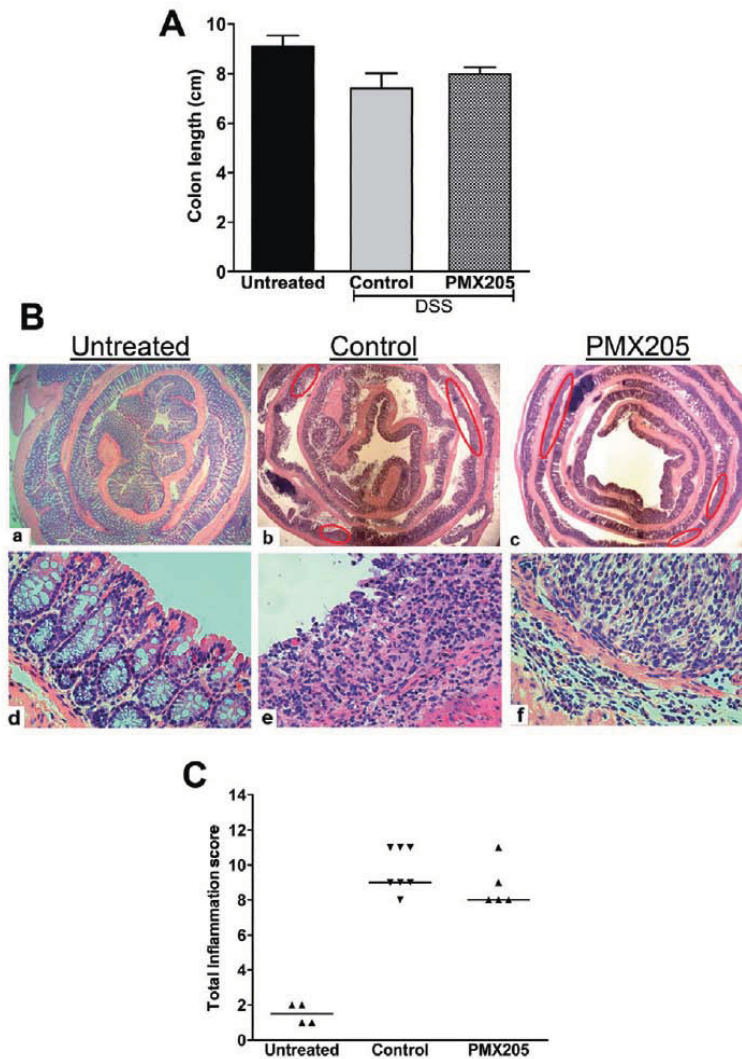 A
10
8
6
4
2
0
Colon length (cm)
Untreated Control PMX205
DSS
B
Untreated Control PMX205
a b c
d e f
C
14
12
10
8
6
4
2
0
Total Inflammation score
Untreated Control PMX205